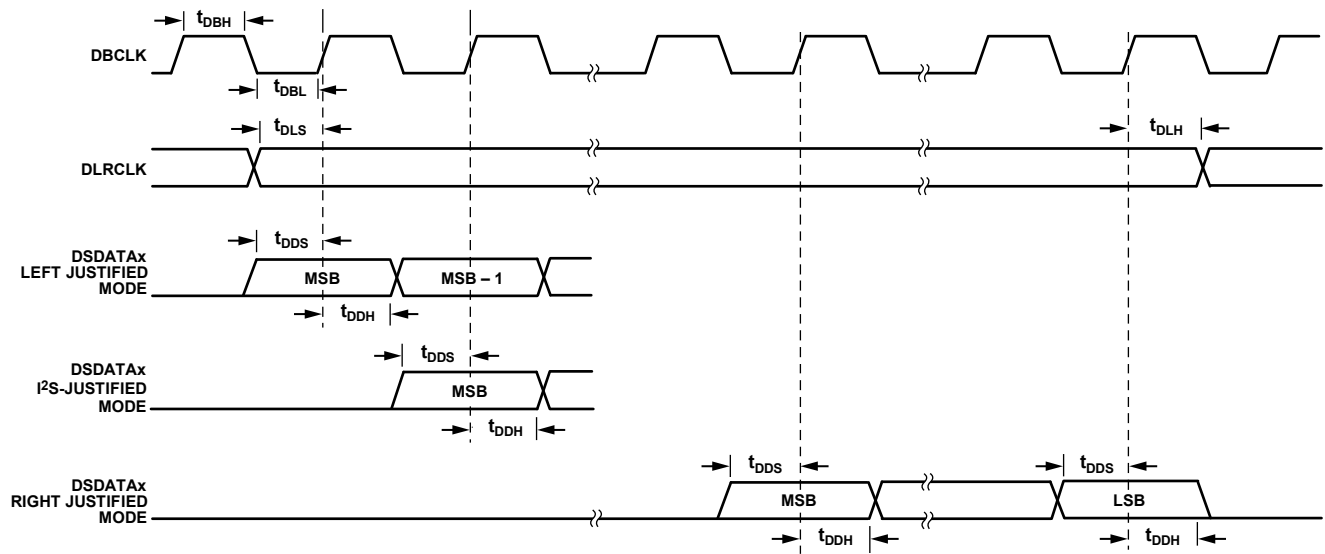 tDBH
DBCLK
tDBL
tDLS
tDLH
DLRCLK
tDDS
DSDATAx
LEFT JUSTIFIED
MODE
MSB
MSB – 1
tDDH
tDDS
DSDATAx
I²S-JUSTIFIED
MODE
MSB
tDDH
tDDS
tDDS
DSDATAx
RIGHT JUSTIFIED
MODE
MSB
LSB
tDDH
tDDH